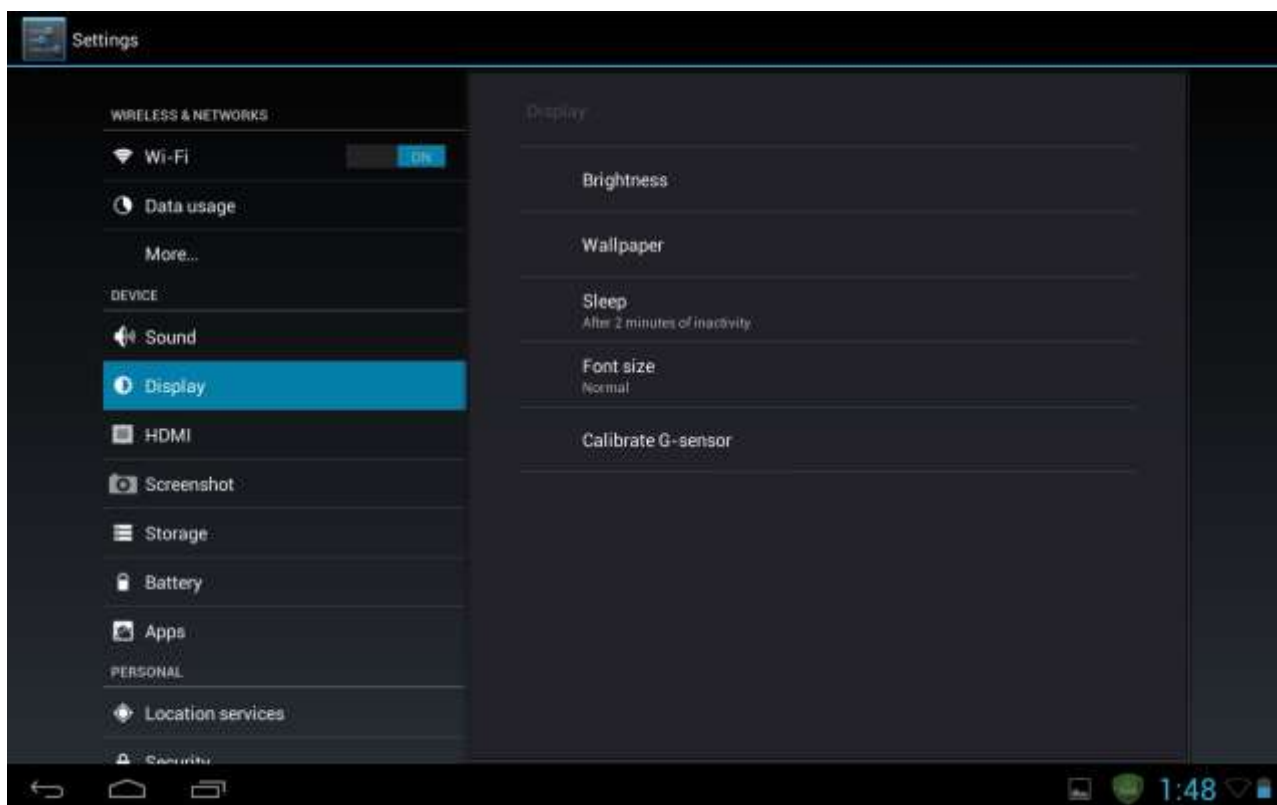 Settings
WIRELESS & NETWORKS
Wi-Fi
ON
Data usage
More...
DEVICE
Sound
Display
HDMI
Screenshot
Storage
Battery
Apps
PERSONAL
Location services
Security
Display
Brightness
Wallpaper
Sleep
After 2 minutes of inactivity
Font size
Normal
Calibrate G-sensor
1:48